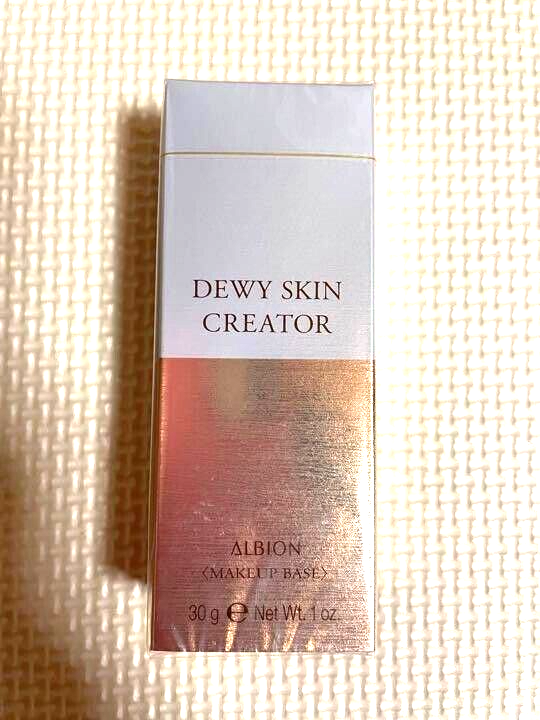 DEWY SKIN
CREATOR
ALBION
〈MAKEUP BASE〉
30 g ℮ Net Wt. 1 oz.